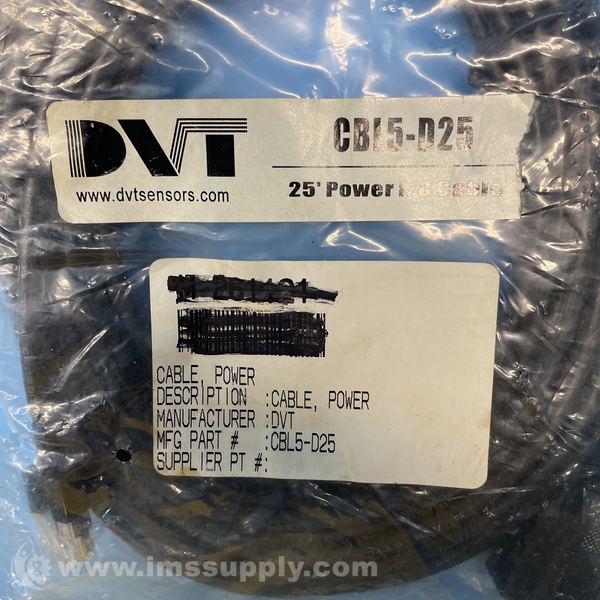 DVT
www.dvtsensors.com
CBL5-D25
25' Power I/O Cable
CABLE, POWER
DESCRIPTION :CABLE, POWER
MANUFACTURER :DVT
MFG PART # :CBL5-D25
SUPPLIER PT #:
www.imssupply.com